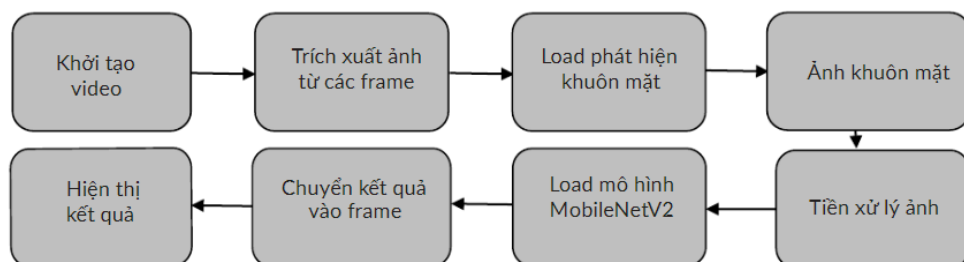 Khởi tạo
video
Trích xuất ảnh
từ các frame
Load phát hiện
khuôn mặt
Ảnh khuôn mặt
Tiền xử lý ảnh
Load mô hình
MobileNetV2
Chuyển kết quả
vào frame
Hiện thị
kết quả